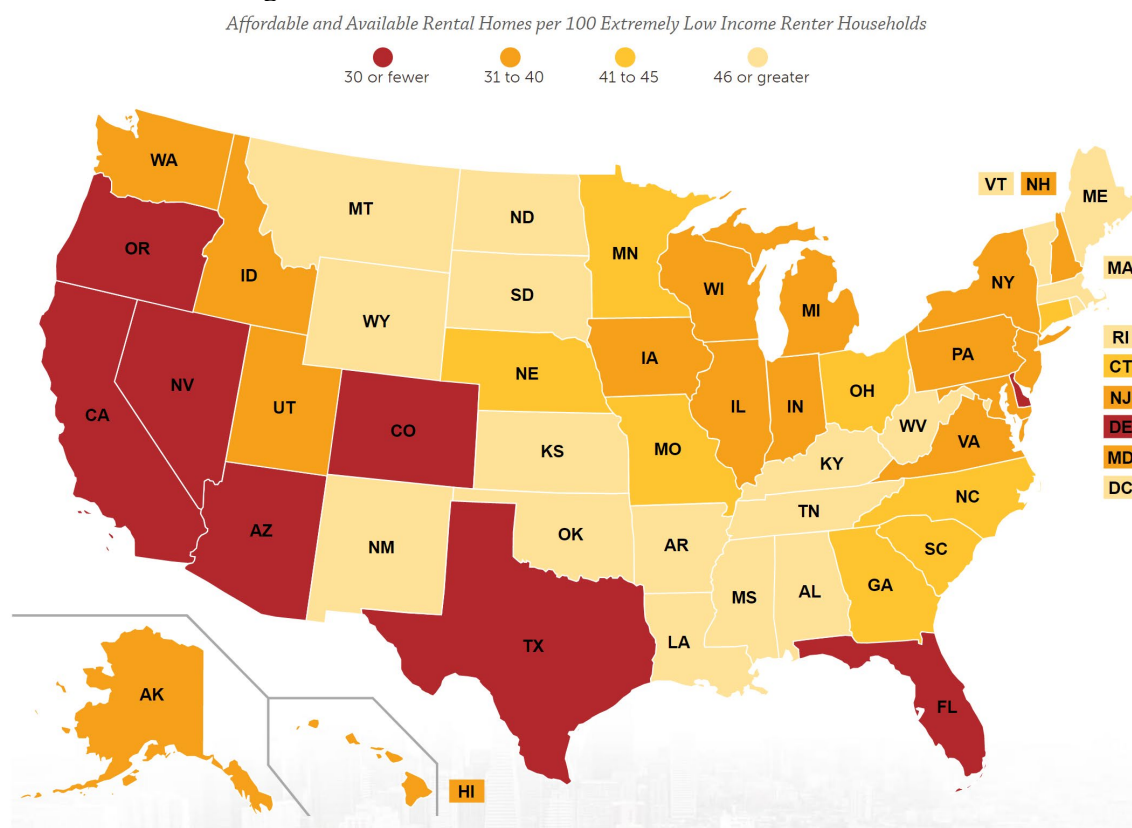 Affordable and Available Rental Homes per 100 Extremely Low Income Renter Households
30 or fewer
31 to 40
41 to 45
46 or greater
WA
VT
NH
ME
MT
ND
OR
MN
MA
ID
WI
NY
SD
MI
WY
RI
PA
IA
CT
NE
NV
OH
NJ
UT
IL
IN
CA
CO
WV
DE
VA
KS
MO
KY
MD
DC
NC
TN
AZ
OK
NM
AR
SC
GA
MS
AL
TX
LA
AK
FL
HI